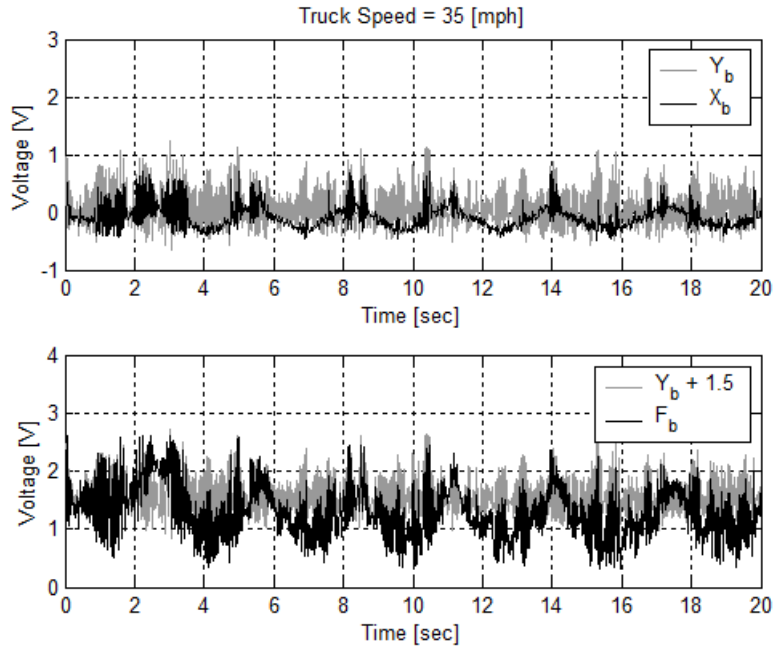 Truck Speed = 35 [mph]
3
2
1
0
-1
Voltage [V]
Y_b
X_b
0 2 4 6 8 10 12 14 16 18 20
Time [sec]
4
3
2
1
0
Voltage [V]
Y_b + 1.5
F_b
0 2 4 6 8 10 12 14 16 18 20
Time [sec]